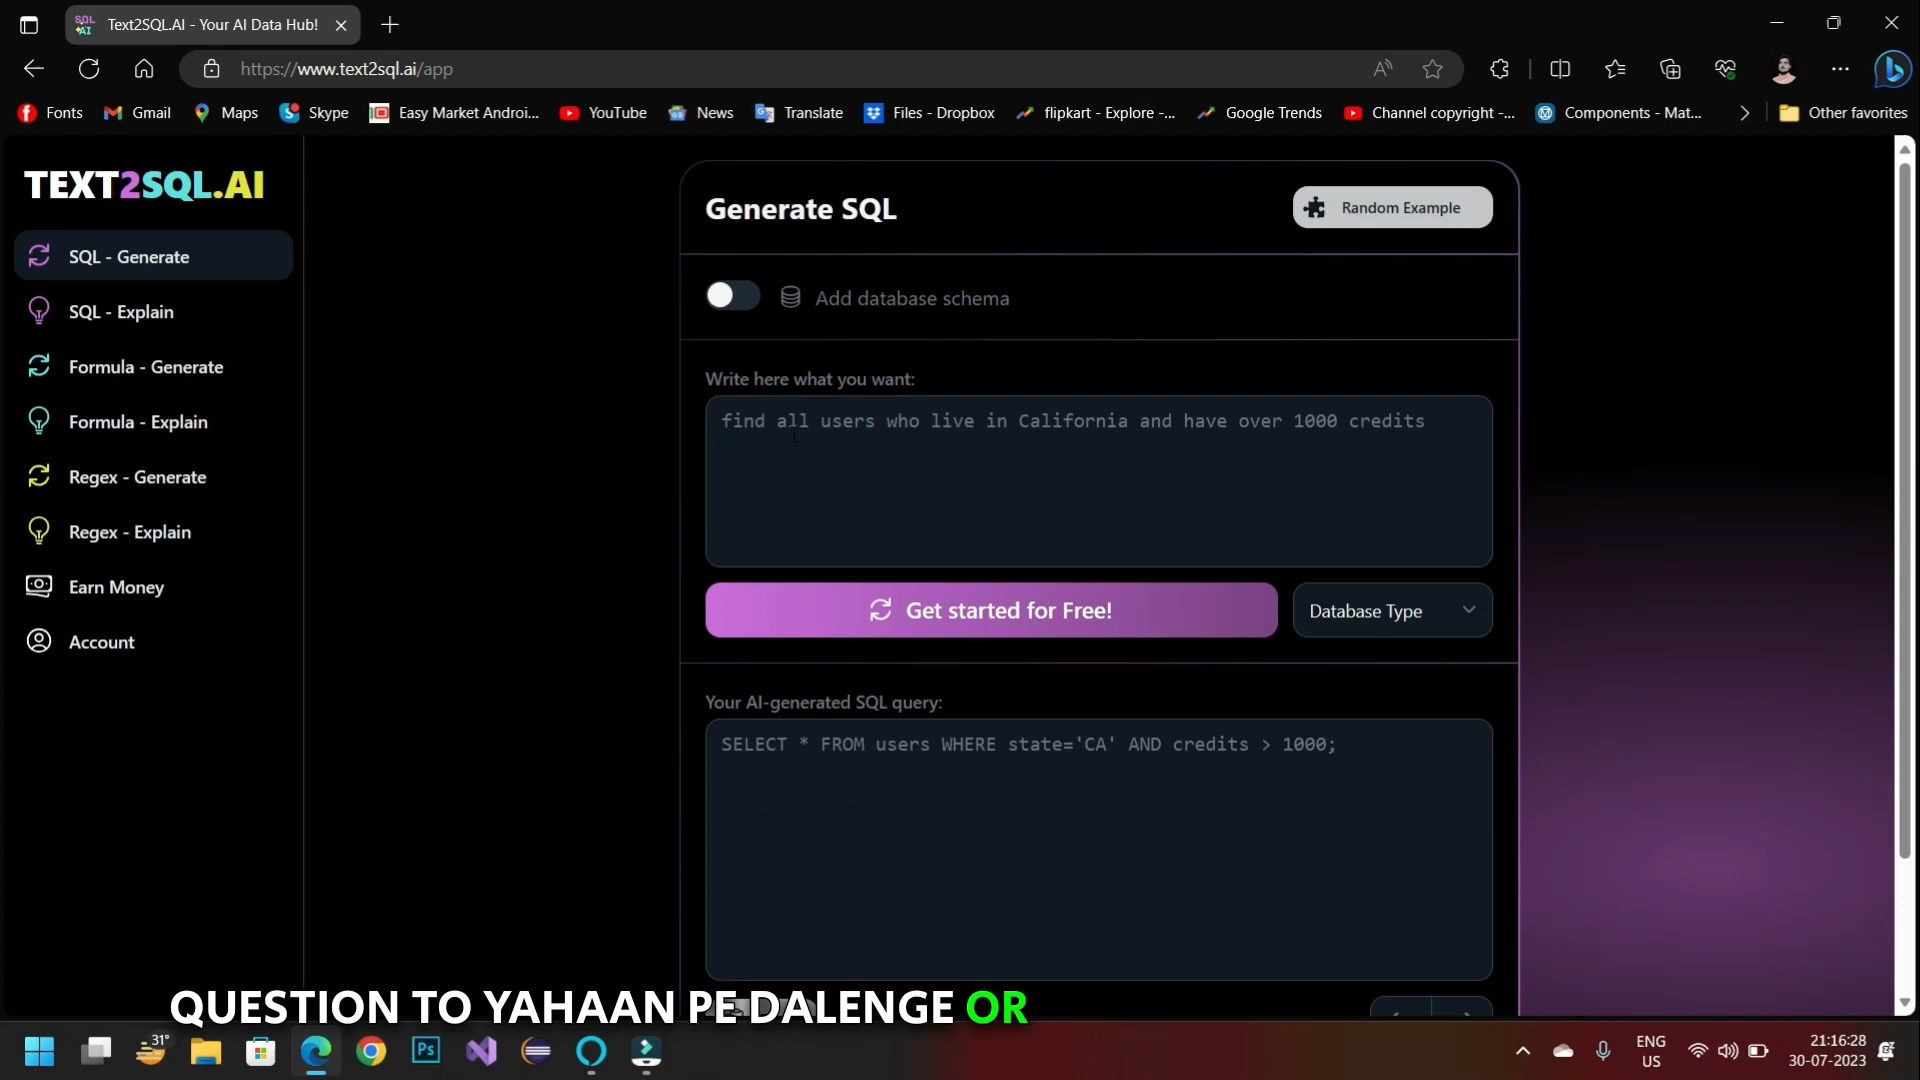 Text2SQL.AI - Your AI Data Hub!
https://www.text2sql.ai/app
Fonts Gmail Maps Skype Easy Market Androi... YouTube News Translate Files - Dropbox flipkart - Explore -... Google Trends Channel copyright -... Components - Mat... Other favorites
TEXT2SQL.AI
SQL - Generate
SQL - Explain
Formula - Generate
Formula - Explain
Regex - Generate
Regex - Explain
Earn Money
Account
Generate SQL
Random Example
Add database schema
Write here what you want:
find all users who live in California and have over 1000 credits
Get started for Free!
Database Type
Your AI-generated SQL query:
SELECT * FROM users WHERE state='CA' AND credits > 1000;
QUESTION TO YAHAAN PE DALENGE OR
31°
Ps
ENG
US
21:16:28
30-07-2023